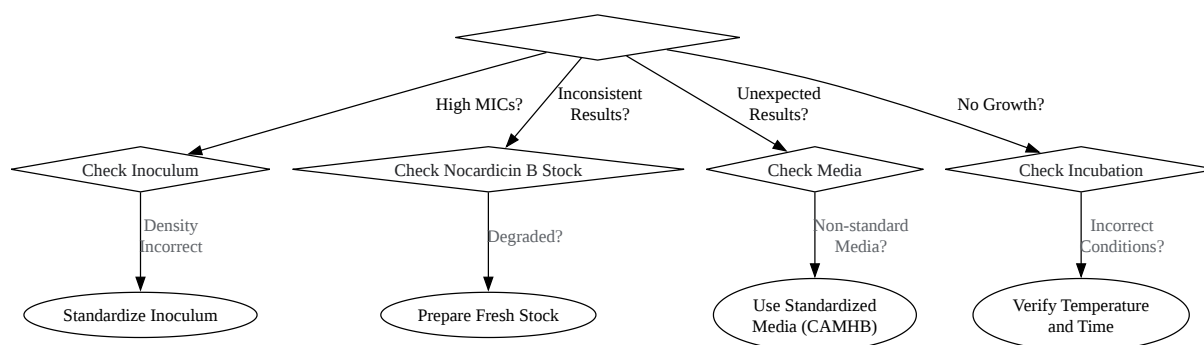 High MICs?
Inconsistent
Results?
Unexpected
Results?
No Growth?
Check Inoculum
Check Nocardicin B Stock
Check Media
Check Incubation
Density
Incorrect
Degraded?
Non-standard
Media?
Incorrect
Conditions?
Standardize Inoculum
Prepare Fresh Stock
Use Standardized
Media (CAMHB)
Verify Temperature
and Time